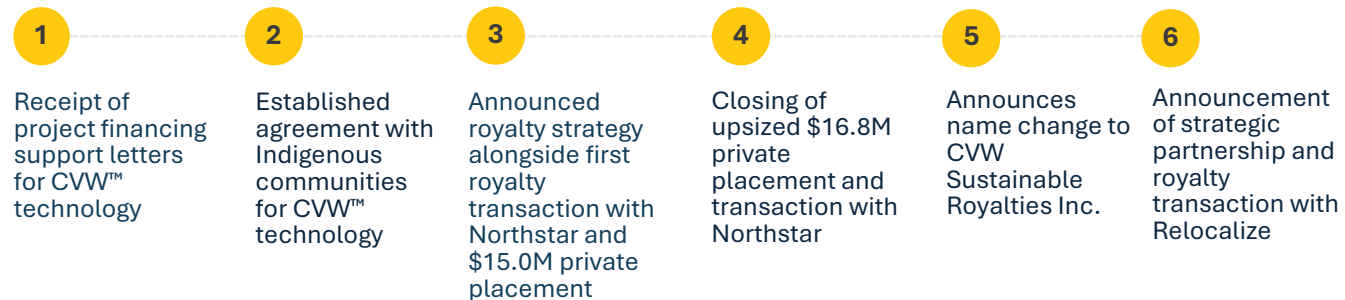 1
Receipt of
project financing
support letters
for CVW™
technology
2
Established
agreement with
Indigenous
communities
for CVW™
technology
3
Announced
royalty strategy
alongside first
royalty
transaction with
Northstar and
$15.0M private
placement
4
Closing of
upsized $16.8M
private
placement and
transaction with
Northstar
5
Announces
name change to
CVW
Sustainable
Royalties Inc.
6
Announcement
of strategic
partnership and
royalty
transaction with
Relocalize